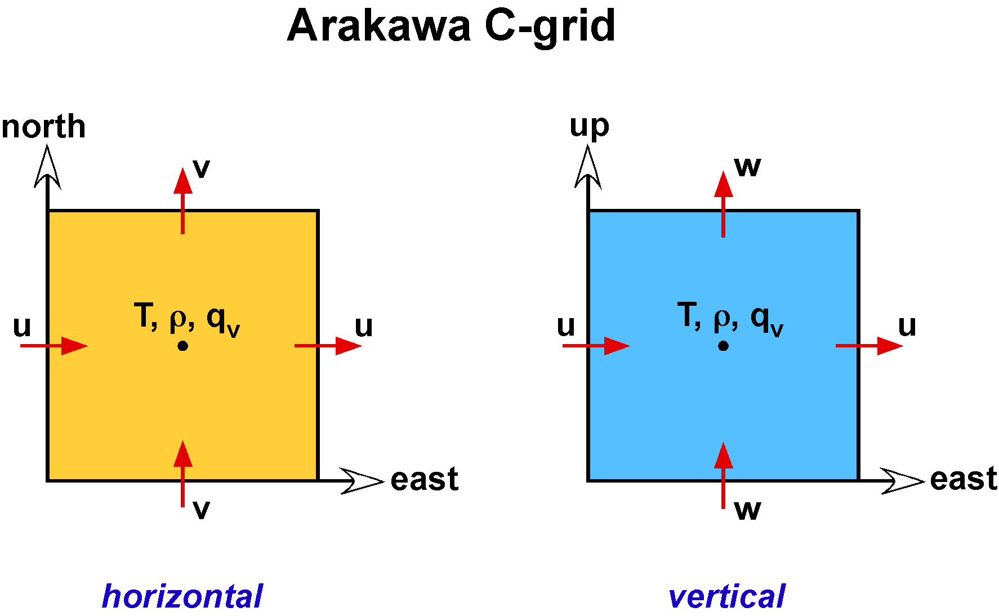 Arakawa C-grid
north
up
v
w
T, ρ, qv
T, ρ, qv
u
u
u
u
east
east
v
w
horizontal
vertical